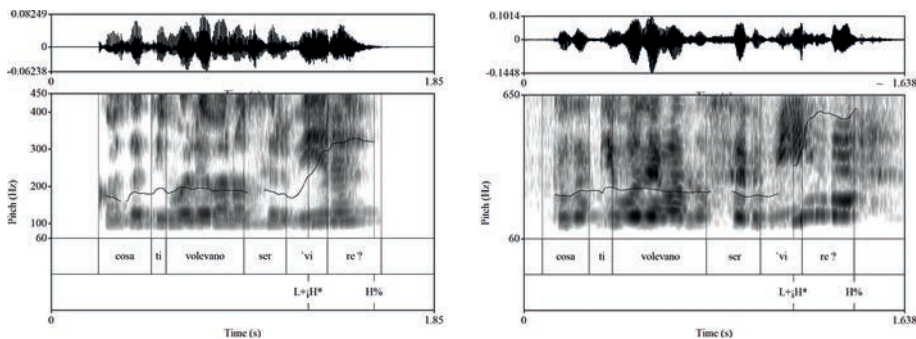 0.08249
0
-0.06238
0 1.85
450
400
300
200
100
60
Pitch (Hz)
cosa ti volevano ser ˈvi re ?
L+¡H* H%
0 1.85
Time (s)
0.1014
0
-0.1448
0 1.638
650
60
Pitch (Hz)
cosa ti volevano ser ˈvi re ?
L+¡H* H%
0 1.638
Time (s)